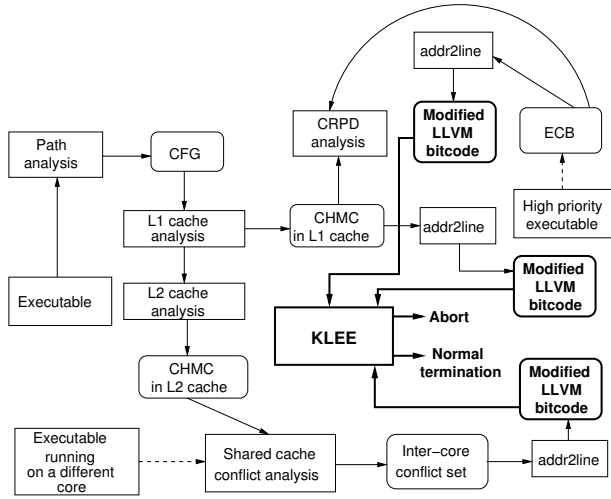 addr2line
Modified
LLVM
bitcode
ECB
CRPD
analysis
Path
analysis
CFG
High priority
executable
CHMC
in L1 cache
L1 cache
analysis
addr2line
Modified
LLVM
bitcode
Executable
L2 cache
analysis
KLEE
Abort
Normal
termination
CHMC
in L2 cache
Modified
LLVM
bitcode
Executable
running
on a different
core
Shared cache
conflict analysis
Inter-core
conflict set
addr2line